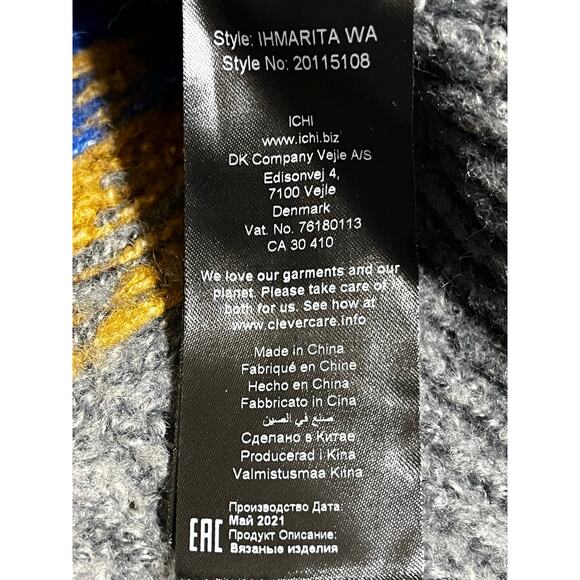 Style: IHMARITA WA
Style No: 20115108
ICHI
www.ichi.biz
DK Company Vejle A/S
Edisonvej 4,
7100 Vejle
Denmark
Vat. No. 76180113
CA 30 410
We love our garments and our
planet. Please take care of
both for us. See how at
www.clevercare.info
Made in China
Fabriqué en Chine
Hecho en China
Fabbricato in Cina
صنع في الصين
Сделано в Китае
Producerad i Kina
Valmistusmaa Kiina
Производство Дата:
Май 2021
EAC Продукт Описание:
Вязаные изделия